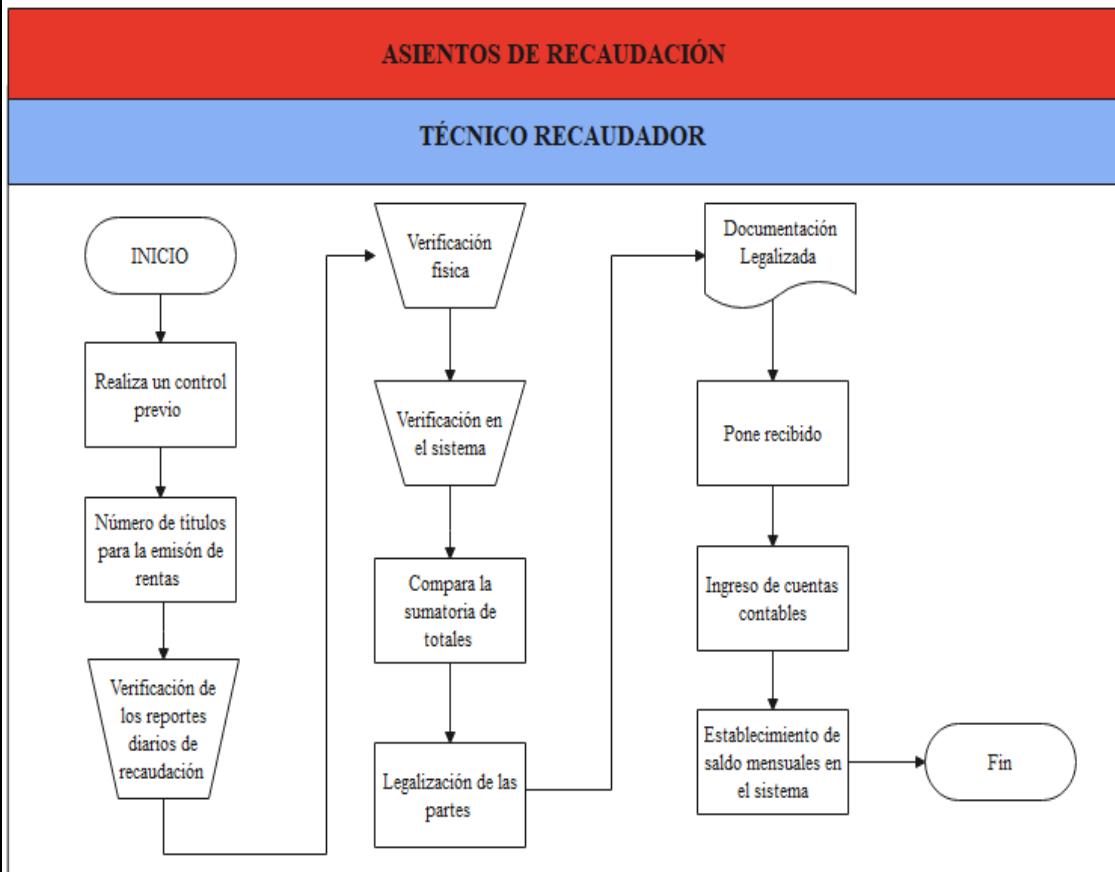 ASIENTOS DE RECAUDACIÓN
TÉCNICO RECAUDADOR
INICIO
Realiza un control
previo
Número de titulos
para la emisón de
rentas
Verificación de
los reportes
diarios de
recaudación
Verificación
fisica
Verificación en
el sistema
Compara la
sumatoria de
totales
Legalización de las
partes
Documentación
Legalizada
Pone recibido
Ingreso de cuentas
contables
Establecimiento de
saldo mensuales en
el sistema
Fin